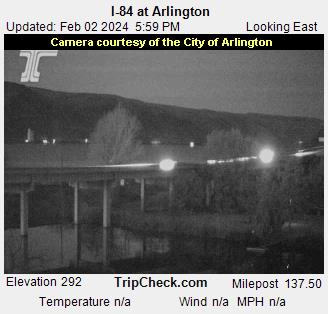 I-84 at Arlington
Updated: Feb 02 2024 5:59 PM Looking East
Camera courtesy of the City of Arlington
Elevation 292 TripCheck.com Milepost 137.50
Temperature n/a Wind n/a MPH n/a